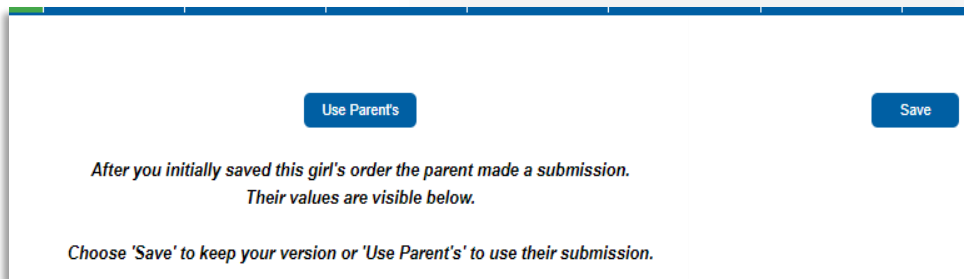 Use Parent's
Save
After you initially saved this girl's order the parent made a submission.
Their values are visible below.
Choose 'Save' to keep your version or 'Use Parent's' to use their submission.